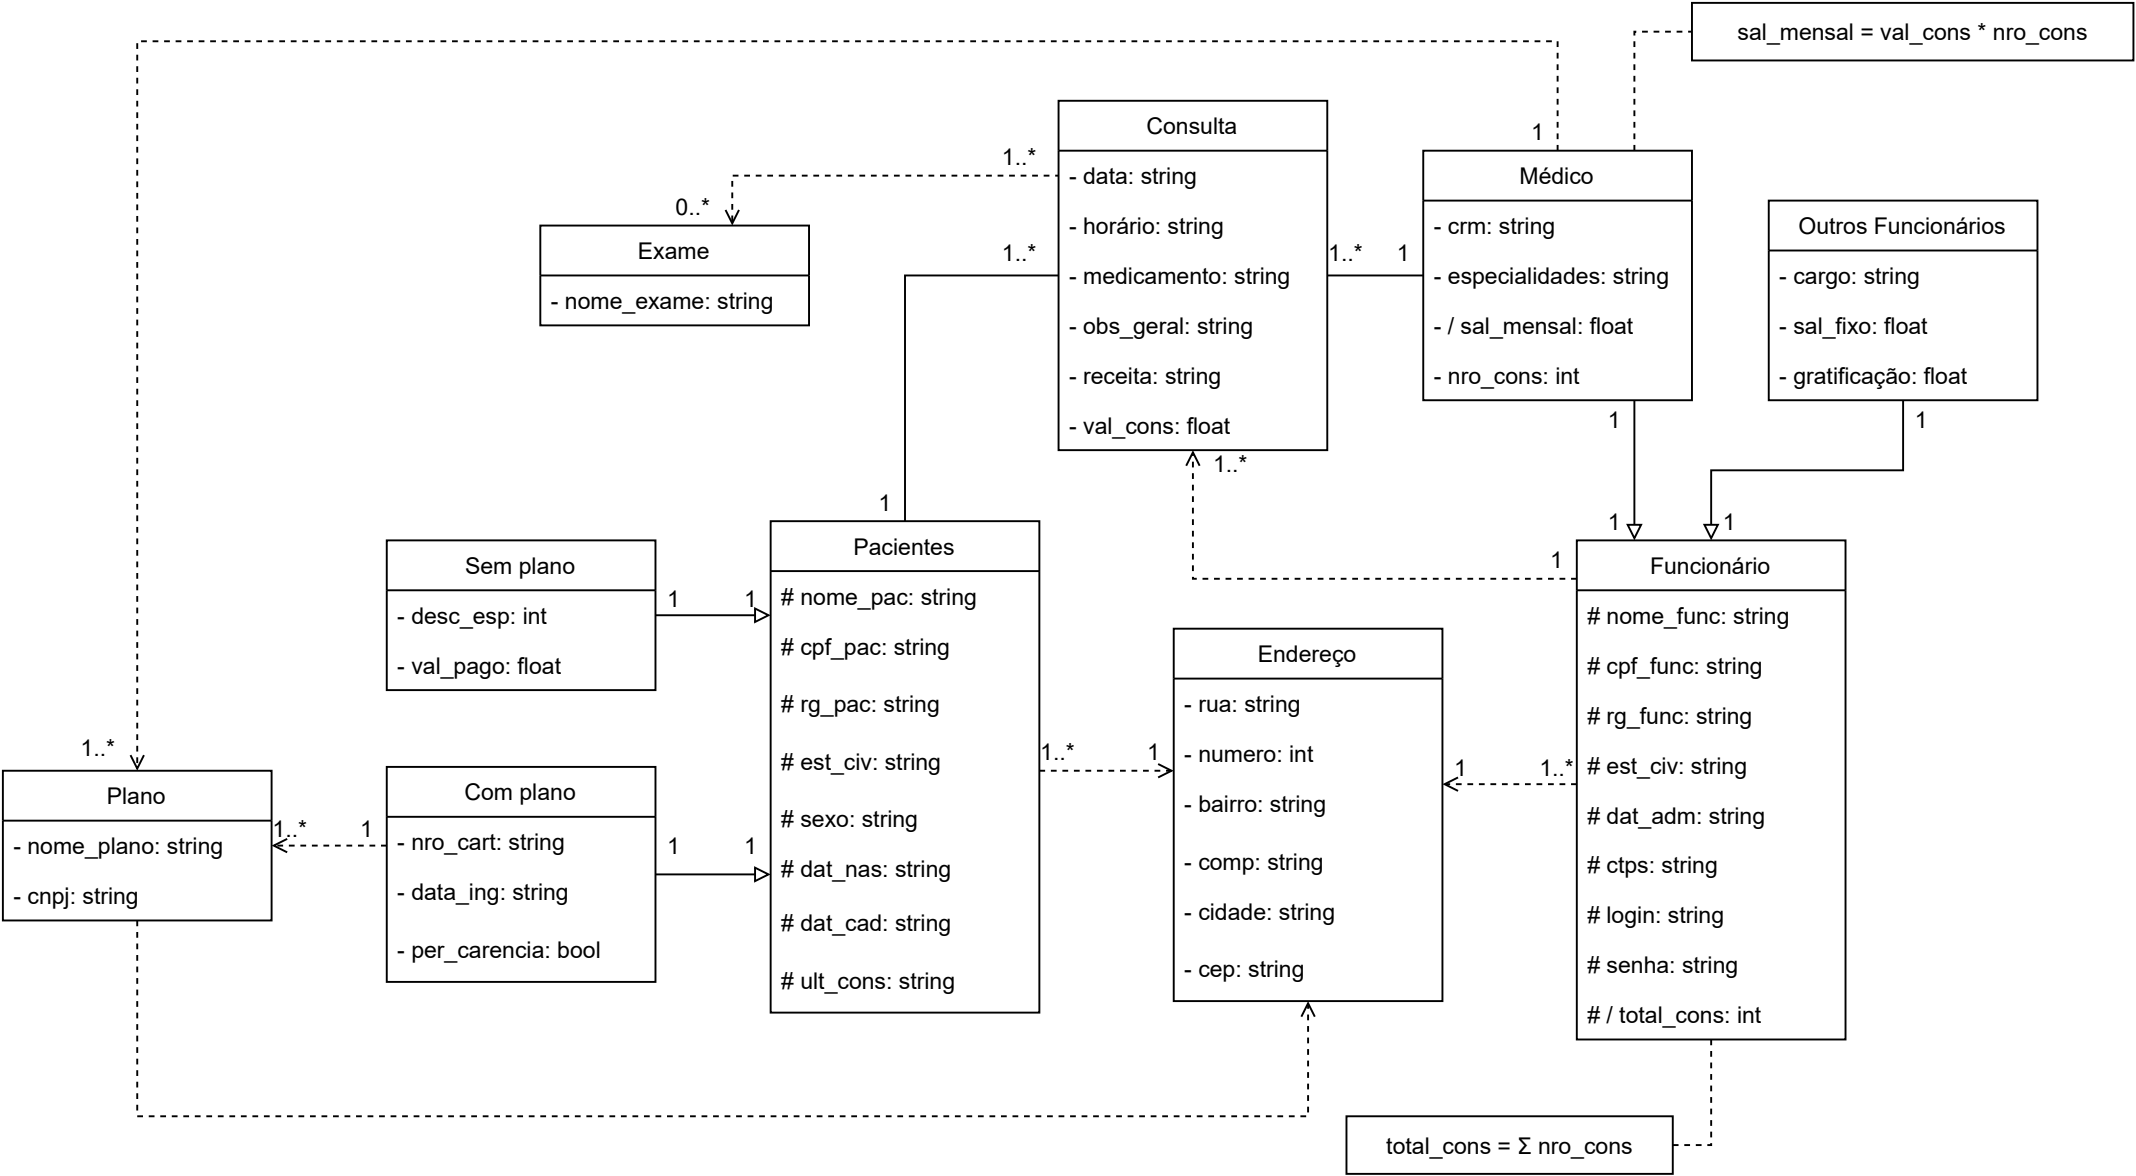 sal_mensal = val_cons * nro_cons
Consulta
- data: string
- horário: string
- medicamento: string
- obs_geral: string
- receita: string
- val_cons: float
1
Médico
- crm: string
- especialidades: string
- / sal_mensal: float
- nro_cons: int
Outros Funcionários
- cargo: string
- sal_fixo: float
- gratificação: float
1..*
0..*
Exame
- nome_exame: string
1..*
1..*
1
1
1
1..*
1
1
1
1
Pacientes
# nome_pac: string
# cpf_pac: string
# rg_pac: string
# est_civ: string
# sexo: string
# dat_nas: string
# dat_cad: string
# ult_cons: string
Sem plano
- desc_esp: int
- val_pago: float
1
1
Funcionário
# nome_func: string
# cpf_func: string
# rg_func: string
# est_civ: string
# dat_adm: string
# ctps: string
# login: string
# senha: string
# / total_cons: int
Endereço
- rua: string
- numero: int
- bairro: string
- comp: string
- cidade: string
- cep: string
1..*
1
1
1..*
1..*
Plano
- nome_plano: string
- cnpj: string
1..*
1
Com plano
- nro_cart: string
- data_ing: string
- per_carencia: bool
1
1
total_cons = Σ nro_cons